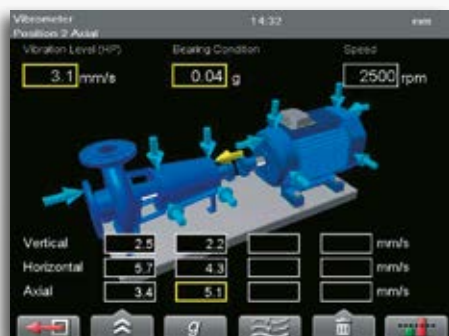 Vibrometer 14:32 mm
Position 2 Axial
Vibration Level (HP) Bearing Condition Speed
3.1 mm/s 0.04 g 2500 rpm
Vertical 2.5 2.2 mm/s
Horizontal 5.7 4.3 mm/s
Axial 3.4 5.1 mm/s
g